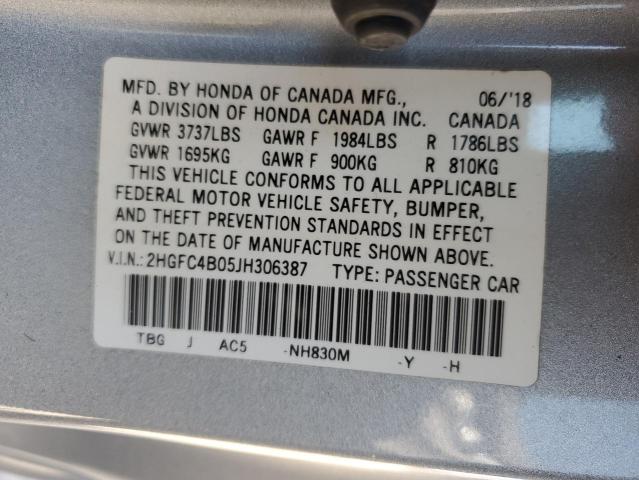 MFD. BY HONDA OF CANADA MFG., 06/'18
A DIVISION OF HONDA CANADA INC. CANADA
GVWR 3737LBS GAWR F 1984LBS R 1786LBS
GVWR 1695KG GAWR F 900KG R 810KG
THIS VEHICLE CONFORMS TO ALL APPLICABLE
FEDERAL MOTOR VEHICLE SAFETY, BUMPER,
AND THEFT PREVENTION STANDARDS IN EFFECT
ON THE DATE OF MANUFACTURE SHOWN ABOVE.
V.I.N.: 2HGFC4B05JH306387 TYPE: PASSENGER CAR
TBG J AC5 -NH830M -Y -H